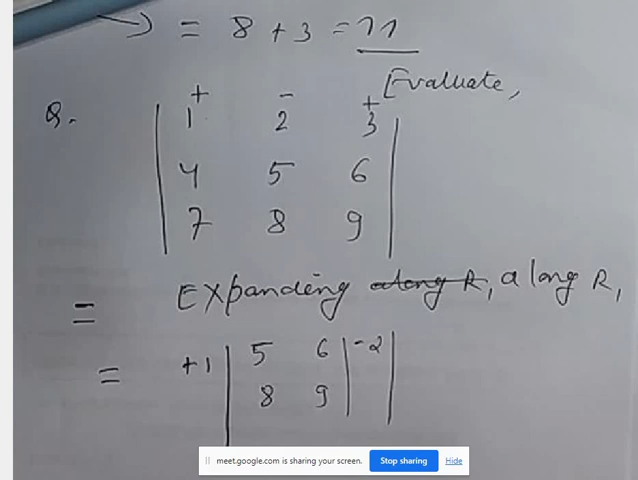 → = 8 + 3 = 11
Evaluate,
Q.
+ - +
1 2 3
4 5 6
7 8 9
= Expanding along R, along R,
= +1 | 5 6 | -2 |
8 9
meet.google.com is sharing your screen. Stop sharing Hide